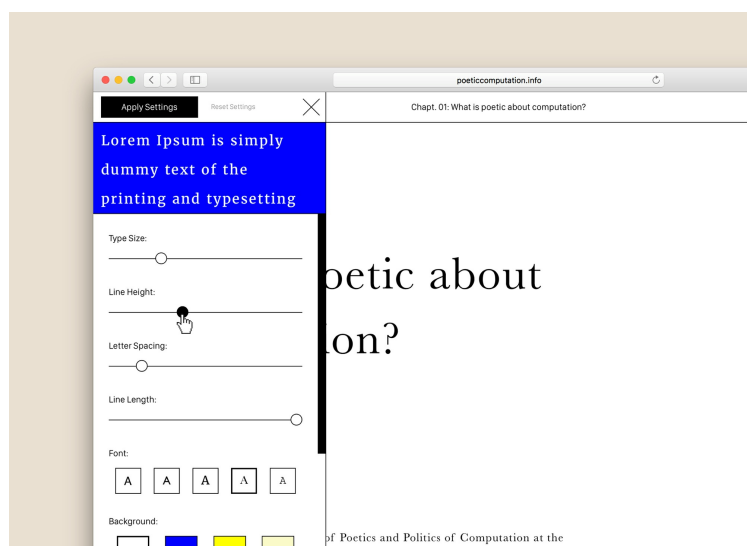 poeticcomputation.info
Apply Settings
Reset Settings
Chapt. 01: What is poetic about computation?
Lorem Ipsum is simply
dummy text of the
printing and typesetting
Type Size:
Line Height:
Letter Spacing:
Line Length:
Font:
A A A A A
Background:
oetic about
ion?
of Poetics and Politics of Computation at the